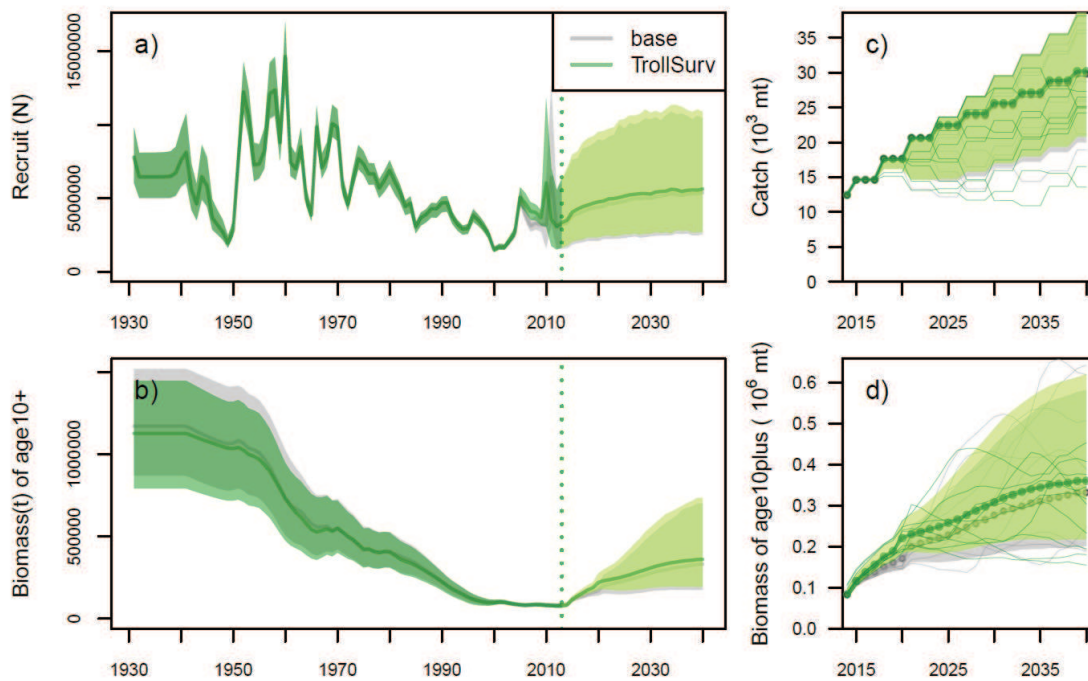 a)
base
TrollSurv
Recruit (N)
15000000
5000000
0
1930 1950 1970 1990 2010 2030
c)
Catch (10³ mt)
35
30
25
20
15
10
5
0
2015 2025 2035
b)
Biomass(t) of age10+
1000000
500000
0
1930 1950 1970 1990 2010 2030
d)
Biomass of age10plus ( 10⁶ mt)
0.6
0.5
0.4
0.3
0.2
0.1
0.0
2015 2025 2035